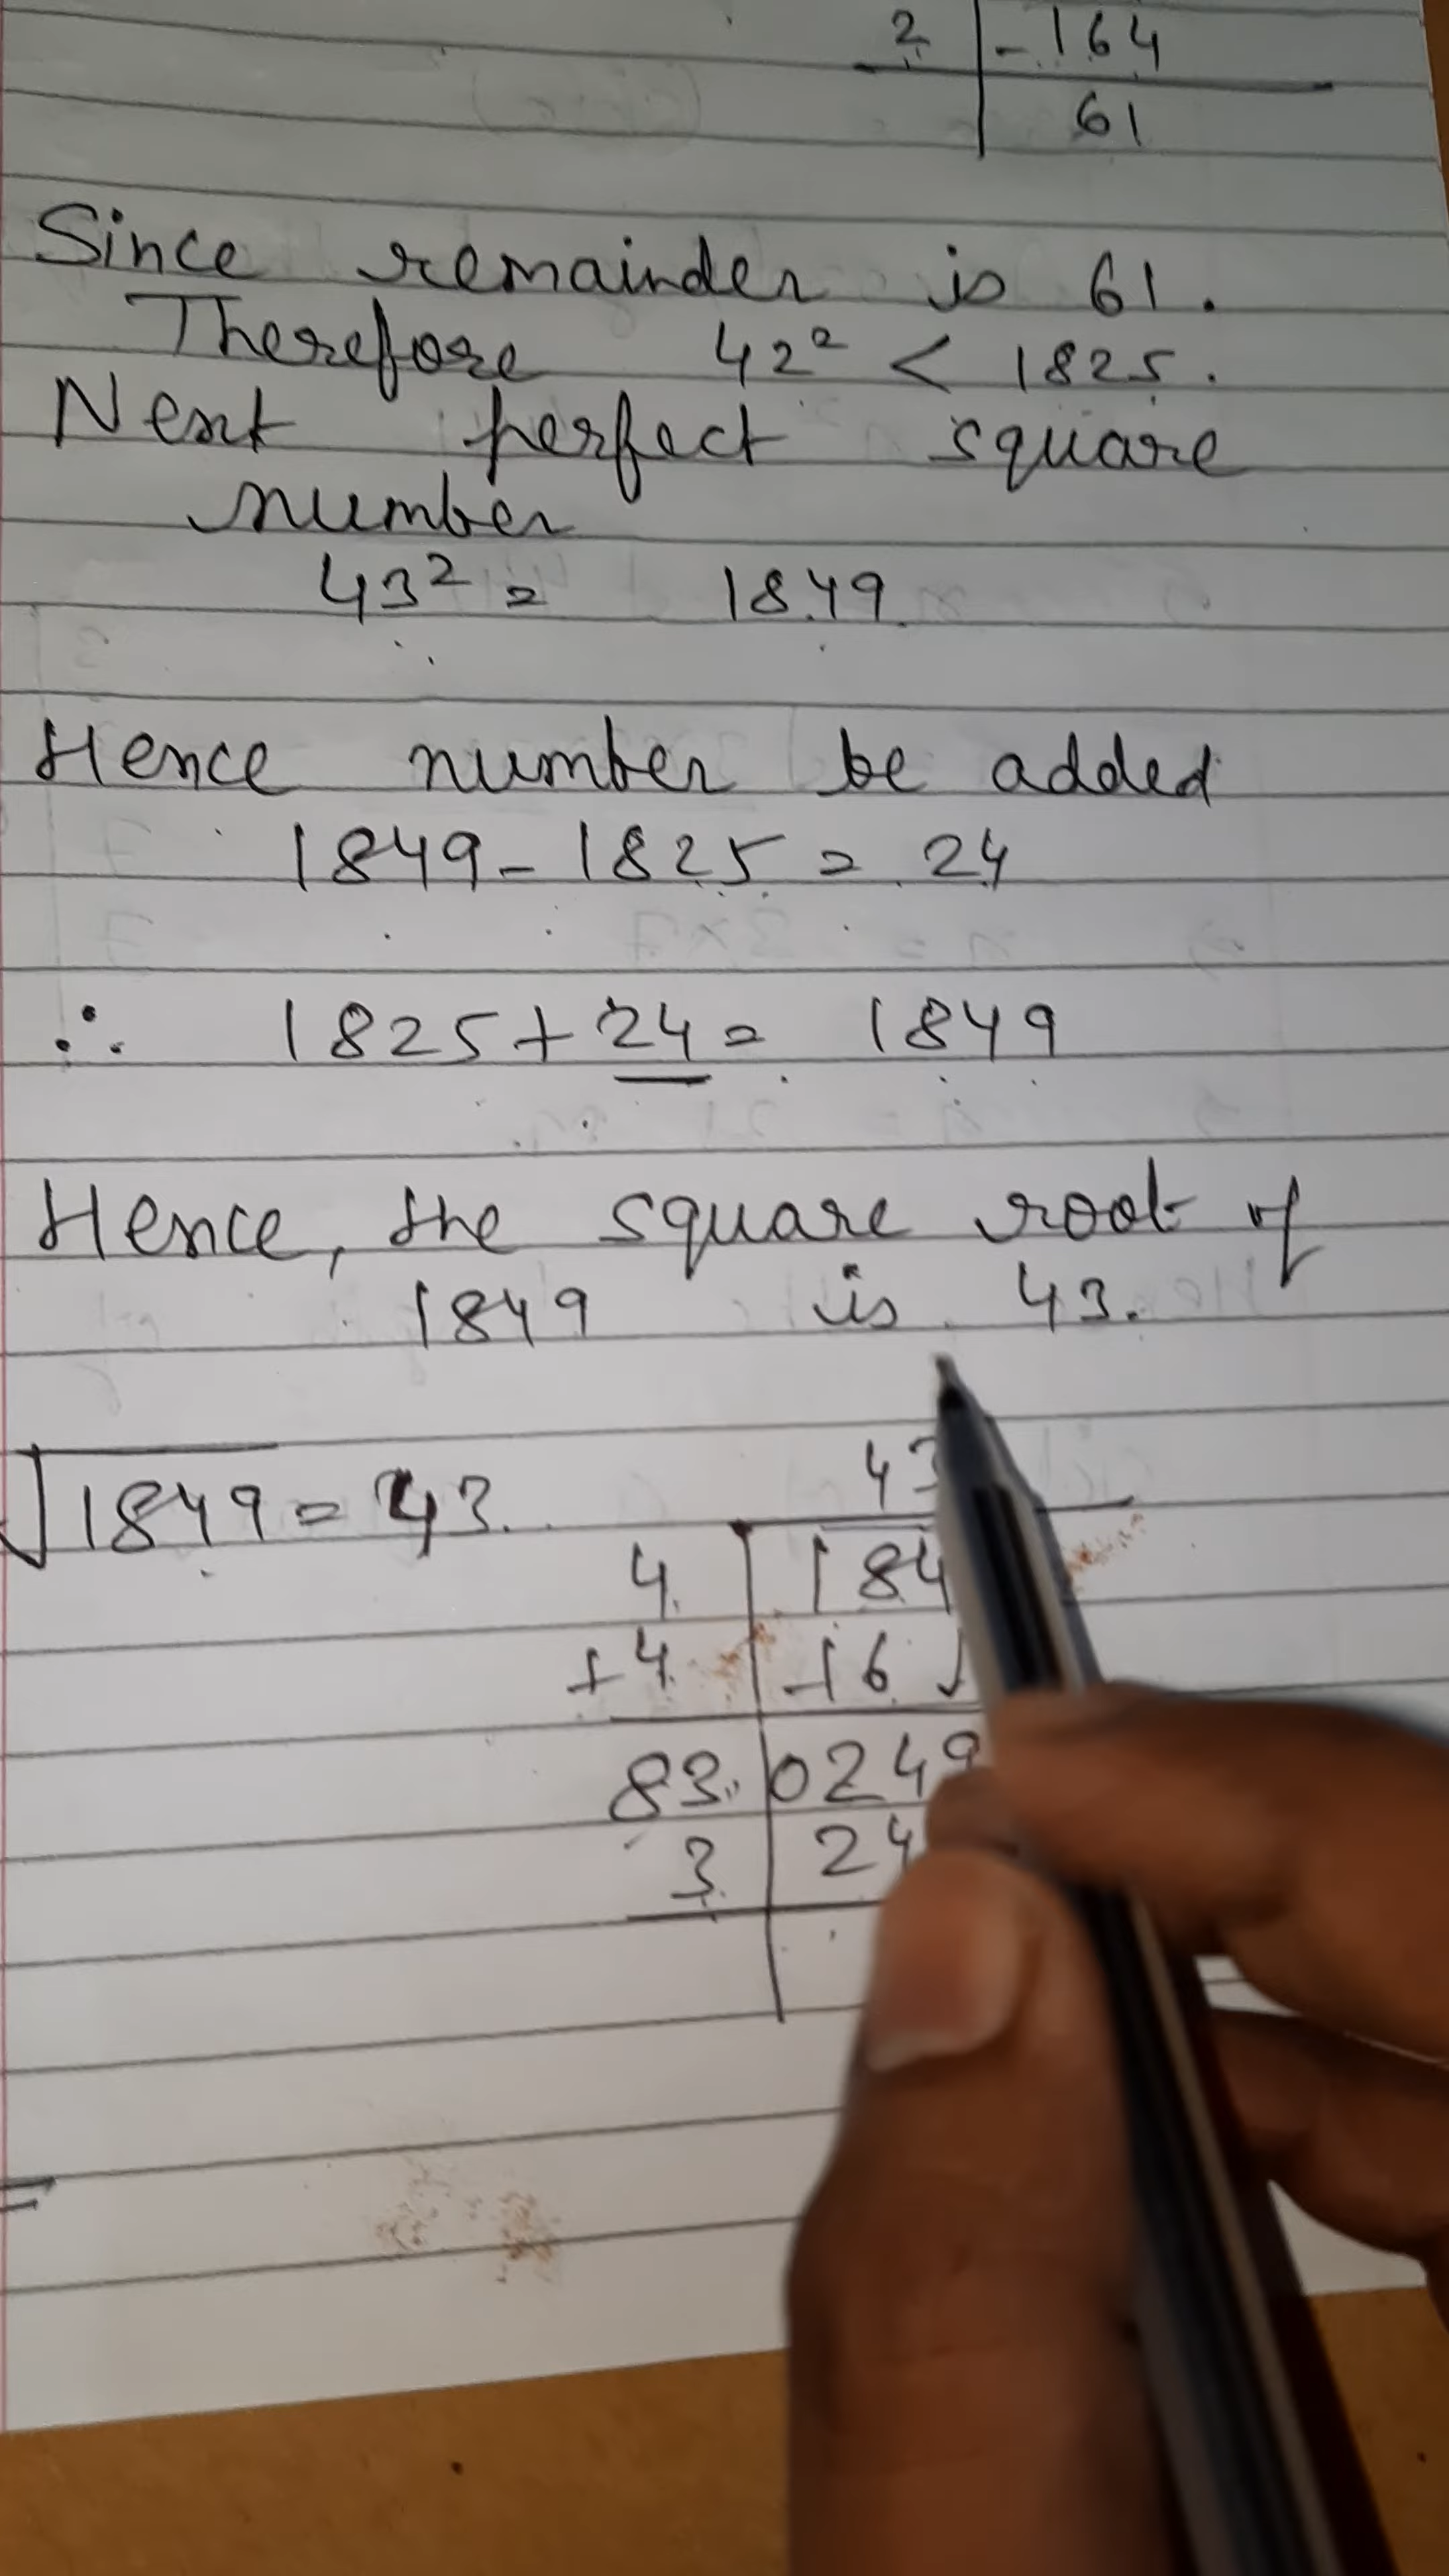 2 -164
61
Since remainder is 61.
Therefore 42² < 1825.
Next perfect square
number
43² = 1849
Hence number be added
1849 - 1825 = 24
∴ 1825 + 24 = 1849
Hence, the square root of
1849 is 43.
43
√1849 = 43.
4 184
+4 -16↓
83 0249
3 24
=